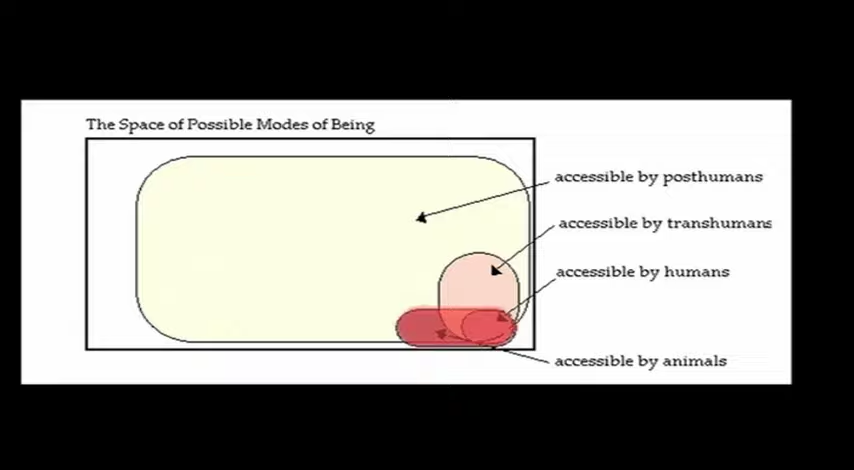 The Space of Possible Modes of Being
accessible by posthumans
accessible by transhumans
accessible by humans
accessible by animals